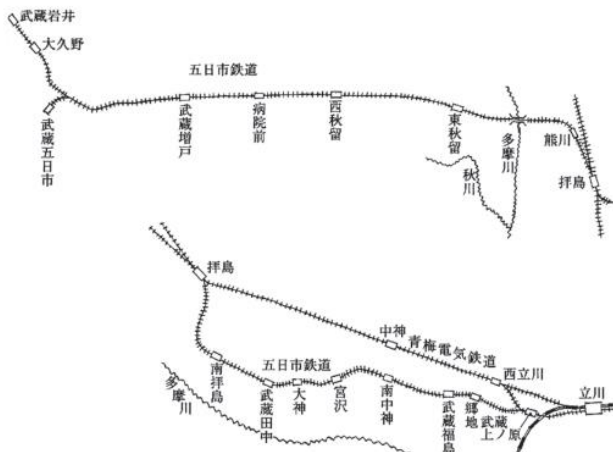 武蔵岩井
大久野
五日市鉄道
武蔵五日市
武蔵増戸
病院前
西秋留
東秋留
多摩川
秋川
熊川
拝島
拝島
中神
青梅電気鉄道
西立川
立川
五日市鉄道
多摩川
南拝島
武蔵田中
大神
宮沢
南中神
武蔵福島
郷地
武蔵上ノ原